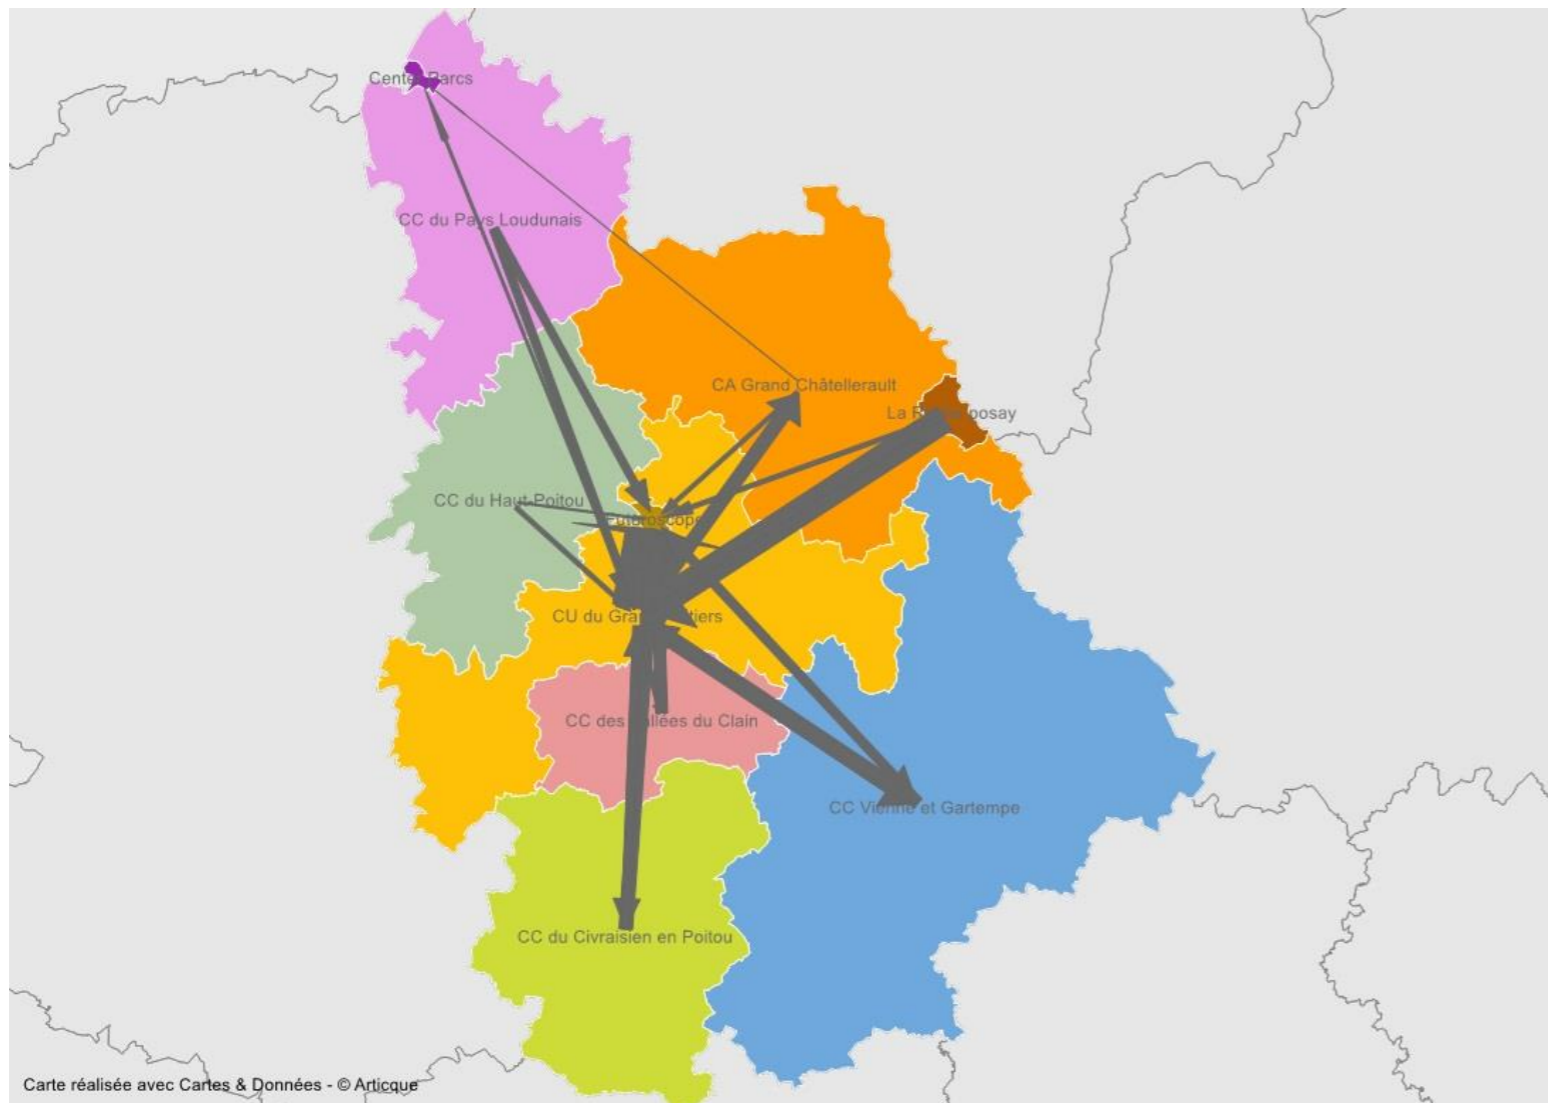 Center Parcs
CC du Pays Loudunais
CA Grand Châtellerault
La Posay
CC du Haut-Poitou
Futuroscope
CU du Grand Poitiers
CC des Vallées du Clain
CC Vienne et Gartempe
CC du Civraisien en Poitou
Carte réalisée avec Cartes & Données - © Articque